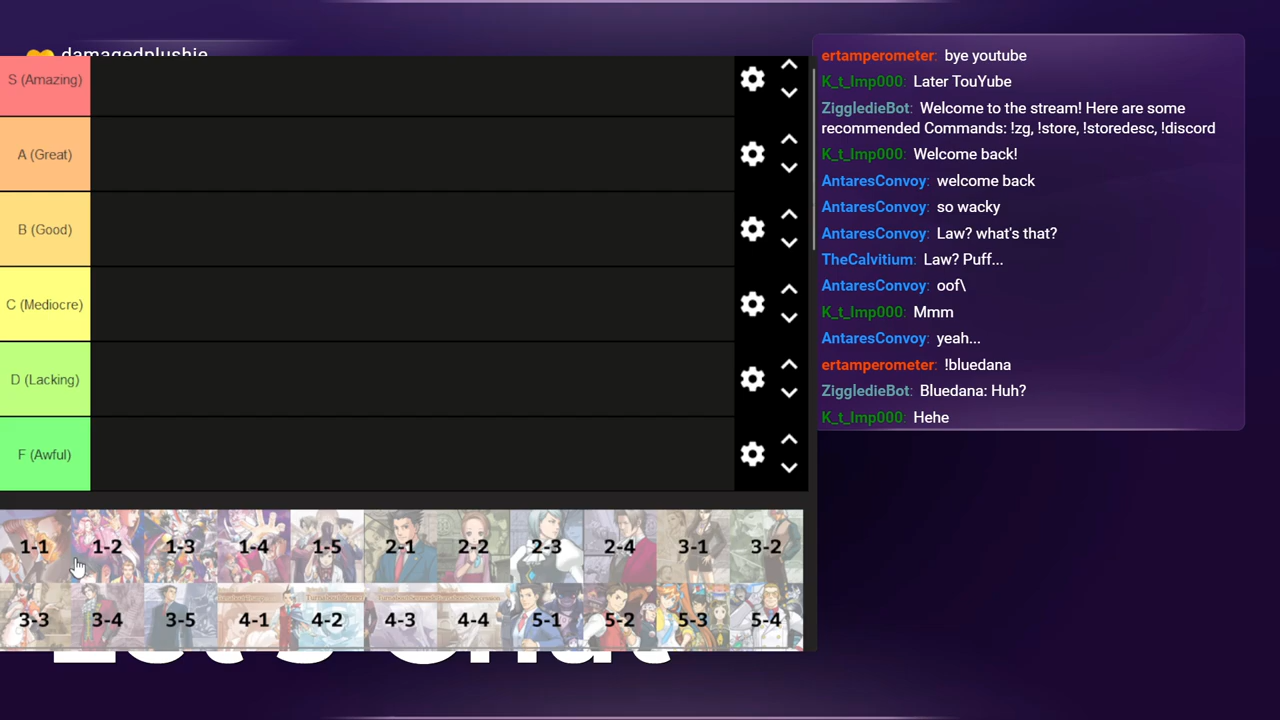 damagedplushie
S (Amazing)
A (Great)
B (Good)
C (Mediocre)
D (Lacking)
F (Awful)
1-1
1-2
1-3
1-4
1-5
2-1
2-2
2-3
2-4
3-1
3-2
3-3
3-4
3-5
4-1
4-2
4-3
4-4
5-1
5-2
5-3
5-4
Let's Chat
ertamperometer: bye youtube
K_t_Imp000: Later TouYube
ZiggledieBot: Welcome to the stream! Here are some
recommended Commands: !zg, !store, !storedesc, !discord
K_t_Imp000: Welcome back!
AntaresConvoy: welcome back
AntaresConvoy: so wacky
AntaresConvoy: Law? what's that?
TheCalvitium: Law? Puff...
AntaresConvoy: oof\
K_t_Imp000: Mmm
AntaresConvoy: yeah...
ertamperometer: !bluedana
ZiggledieBot: Bluedana: Huh?
K_t_Imp000: Hehe